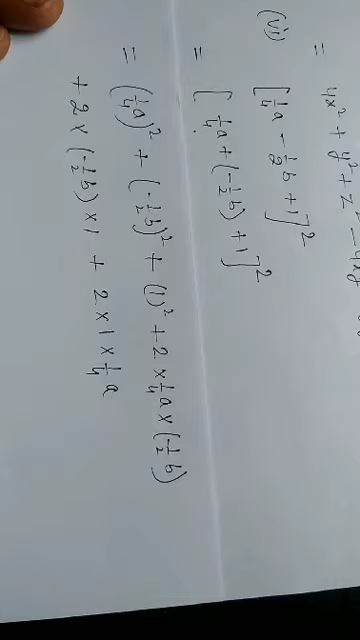 = 4x² + y² + z² - 4xy
(vi) [¼a - ½b + 1]²
= [¼a + (-½b) + 1]²
= (¼a)² + (-½b)² + (1)² + 2 × ¼a × (-½b)
+ 2 × (-½b) × 1 + 2 × 1 × ¼a